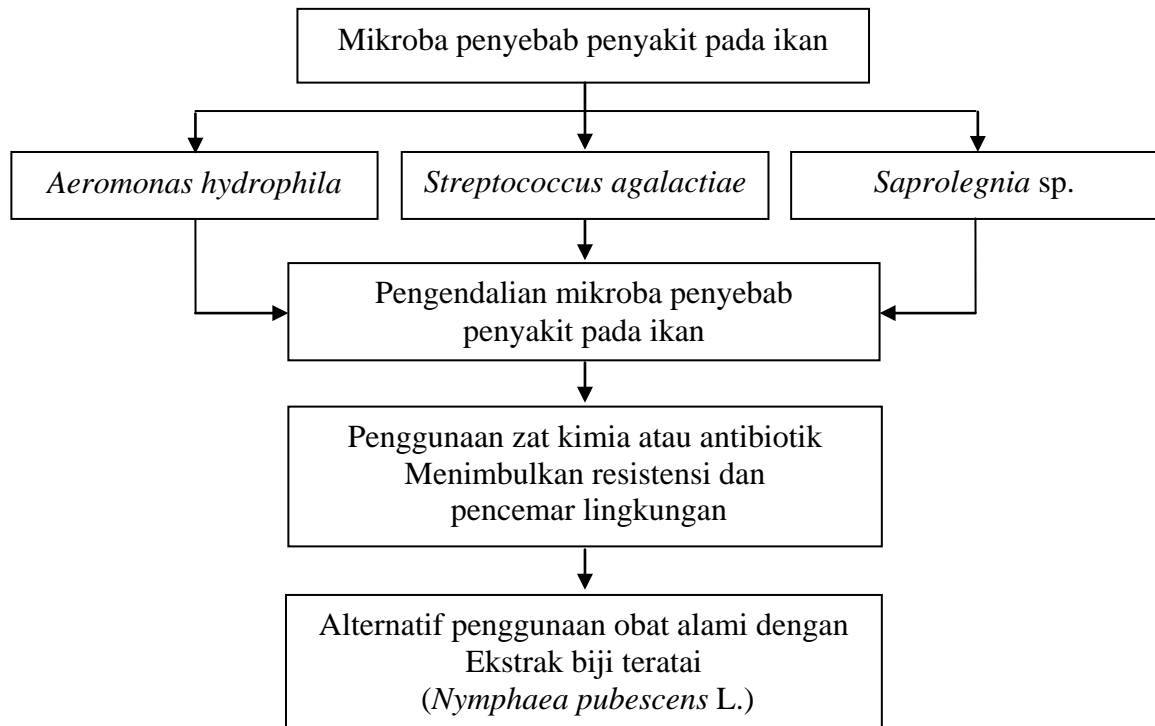 Mikroba penyebab penyakit pada ikan
Aeromonas hydrophila
Streptococcus agalactiae
Saprolegnia sp.
Pengendalian mikroba penyebab
penyakit pada ikan
Penggunaan zat kimia atau antibiotik
Menimbulkan resistensi dan
pencemar lingkungan
Alternatif penggunaan obat alami dengan
Ekstrak biji teratai
(Nymphaea pubescens L.)